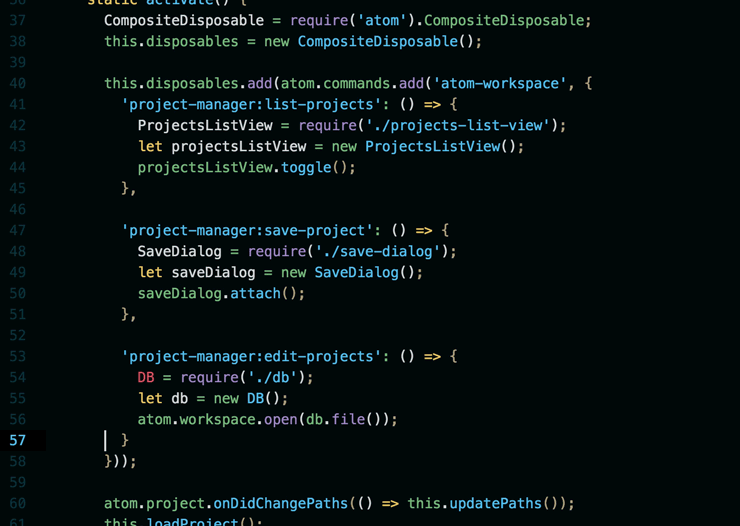 36 static activate() {
37 CompositeDisposable = require('atom').CompositeDisposable;
38 this.disposables = new CompositeDisposable();
39
40 this.disposables.add(atom.commands.add('atom-workspace', {
41 'project-manager:list-projects': () => {
42 ProjectsListView = require('./projects-list-view');
43 let projectsListView = new ProjectsListView();
44 projectsListView.toggle();
45 },
46
47 'project-manager:save-project': () => {
48 SaveDialog = require('./save-dialog');
49 let saveDialog = new SaveDialog();
50 saveDialog.attach();
51 },
52
53 'project-manager:edit-projects': () => {
54 DB = require('./db');
55 let db = new DB();
56 atom.workspace.open(db.file());
57 }
58 }));
59
60 atom.project.onDidChangePaths(() => this.updatePaths());
61 this.loadProject();